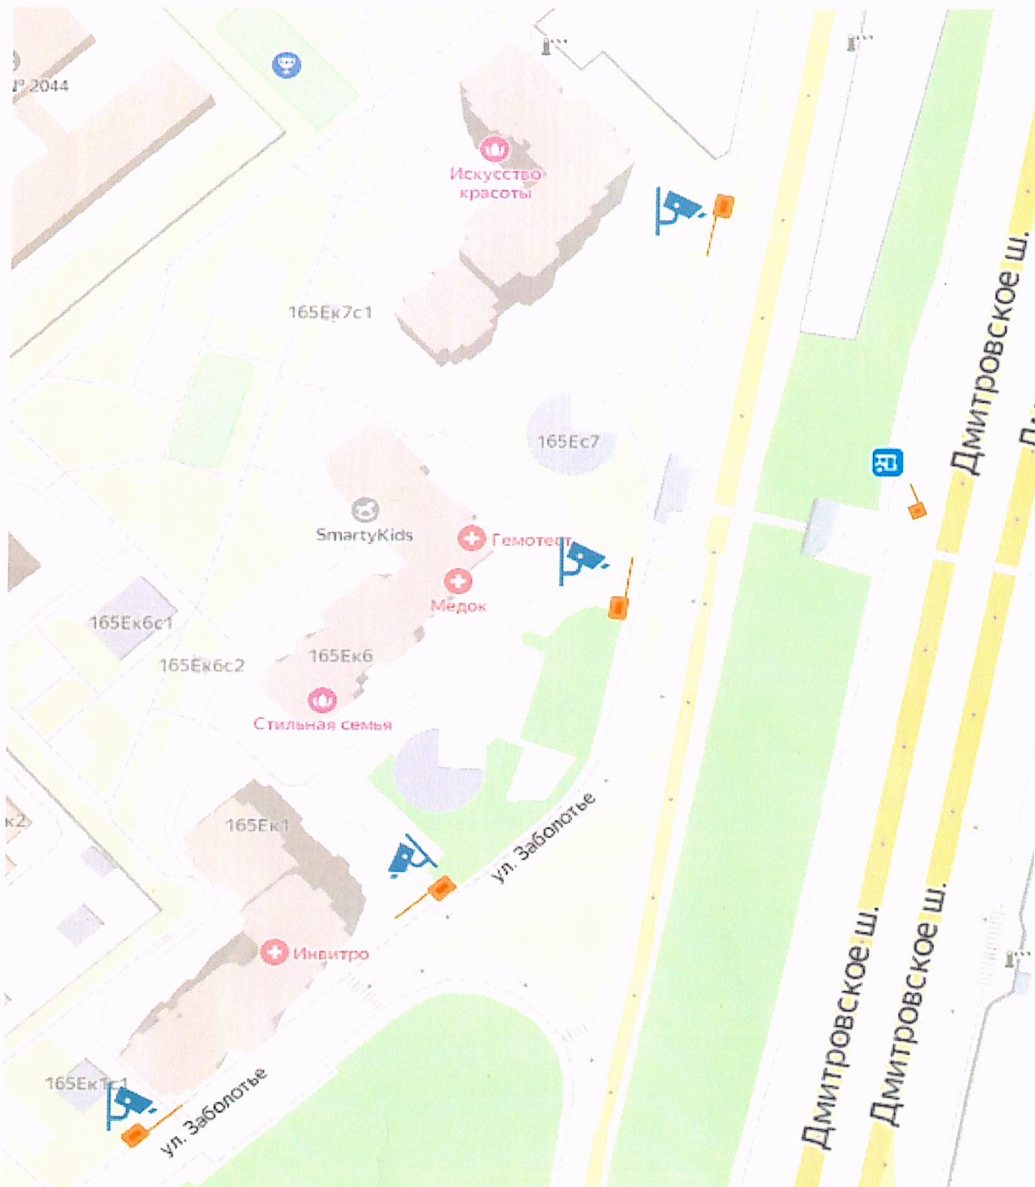 № 2044
Искусство
красоты
165Ек7с1
Дмитровское ш.
165Ес7
SmartyKids
Гемотест
Мёдок
165Ек6с1
165Ек6
165Ек6с2
Стильная семья
165Ек1
к2
ул. Заболотье
Инвитро
Дмитровское ш.
Дмитровское ш.
165Ек1с1
ул. Заболотье